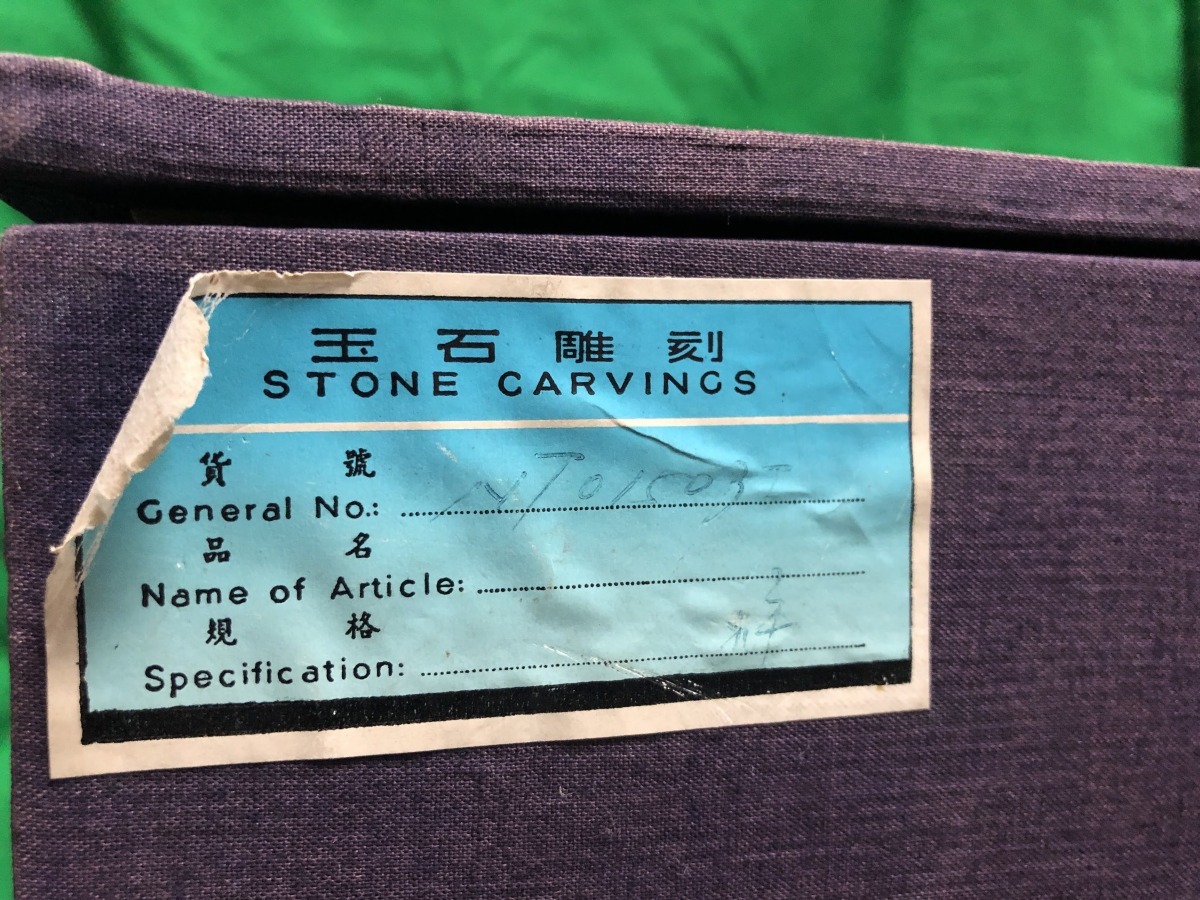 玉石雕刻
STONE CARVINGS
貨號
General No.:
品名
Name of Article:
規格
Specification: